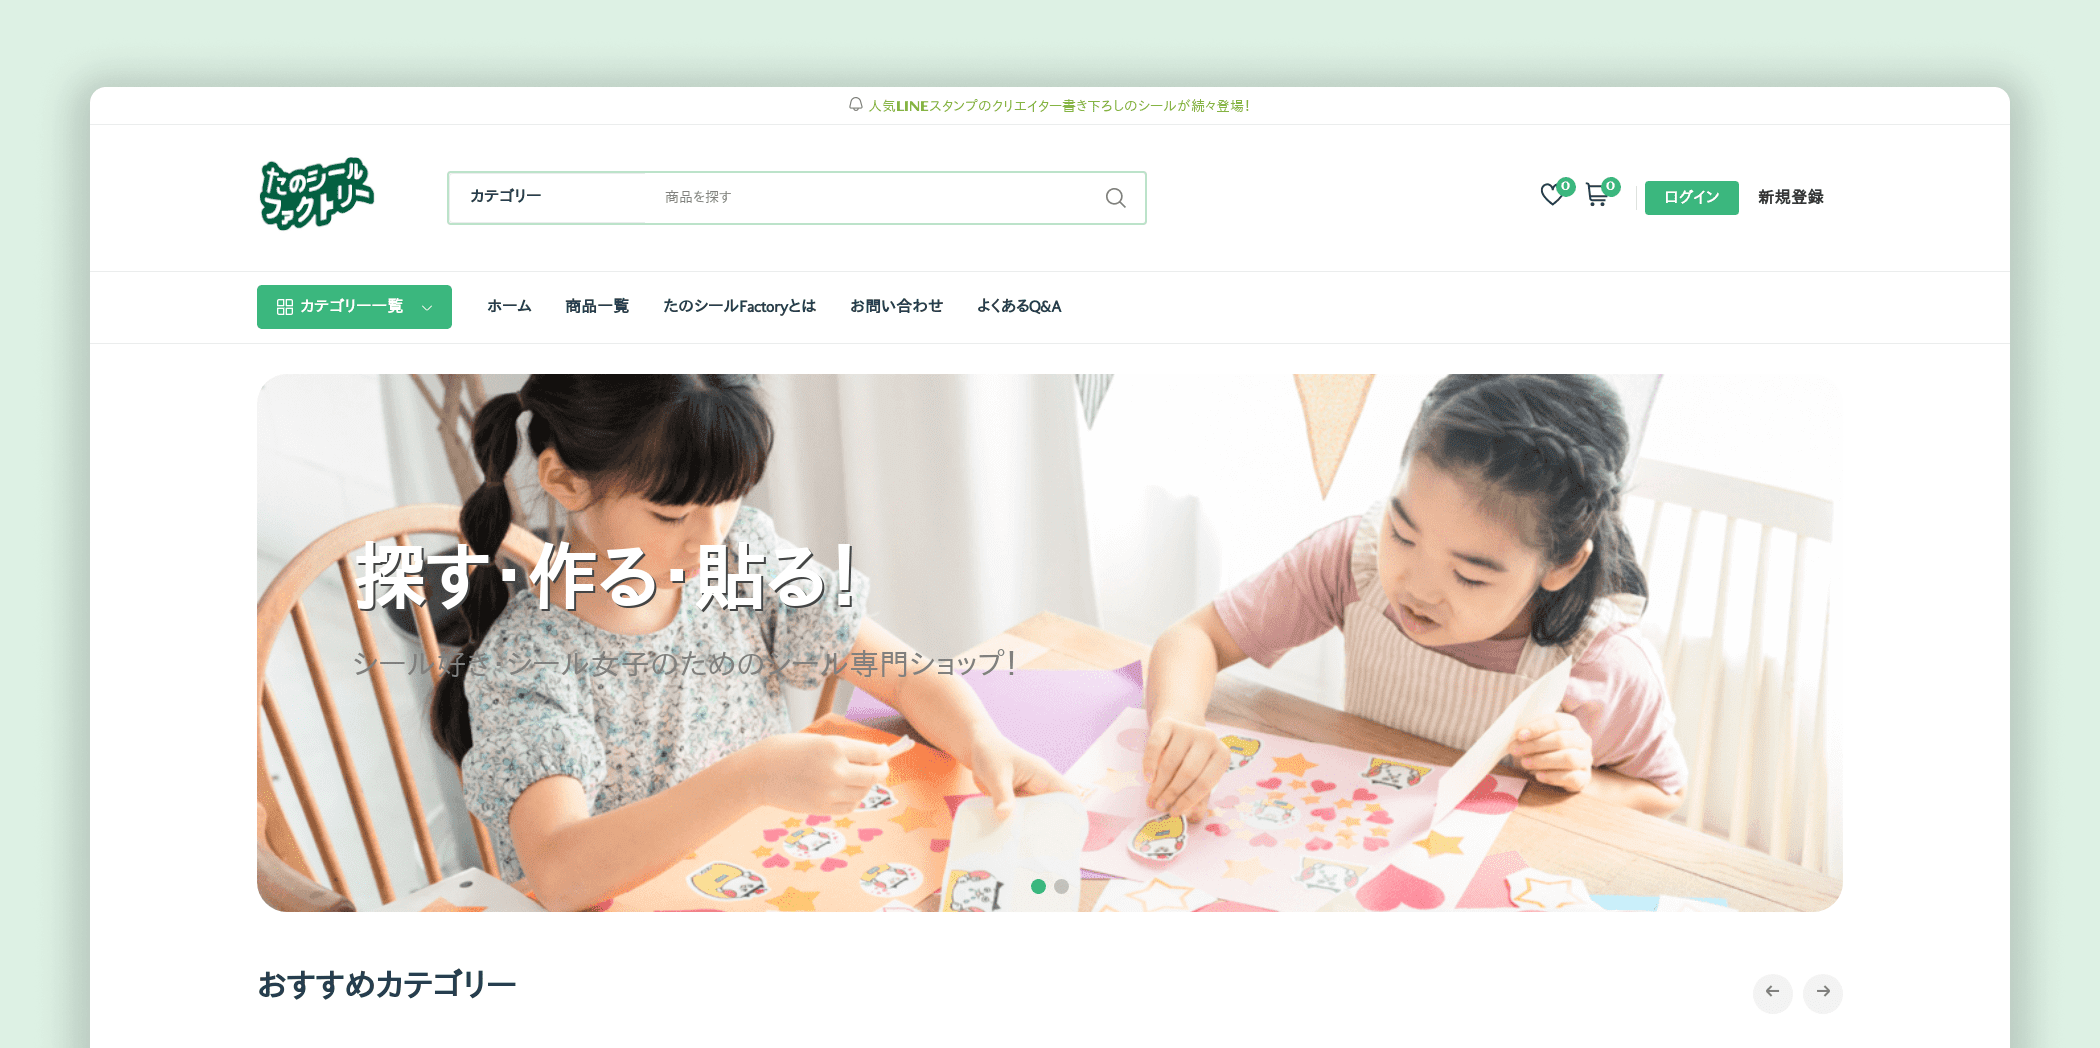 人気LINEスタンプのクリエイター書き下ろしのシールが続々登場！
たのシール
ファクトリー
カテゴリー
商品を探す
0
0
ログイン
新規登録
カテゴリー一覧
ホーム
商品一覧
たのシールFactoryとは
お問い合わせ
よくあるQ&A
探す・作る・貼る！
シール好き・シール女子のためのシール専門ショップ！
おすすめカテゴリー